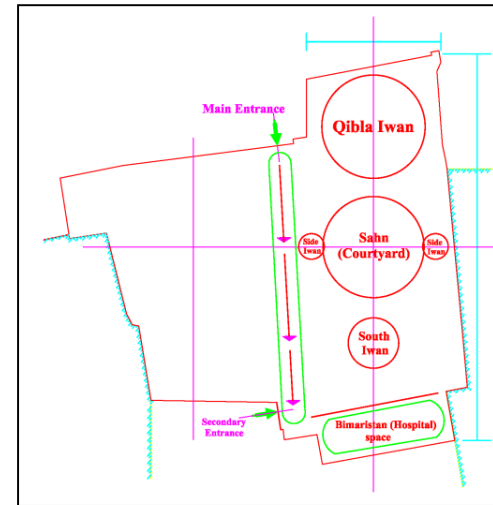 Main Entrance
Qibla Iwan
Side
Iwan
Sahn
(Courtyard)
Side
Iwan
South
Iwan
Secondary
Entrance
Bimaristan (Hospital)
space